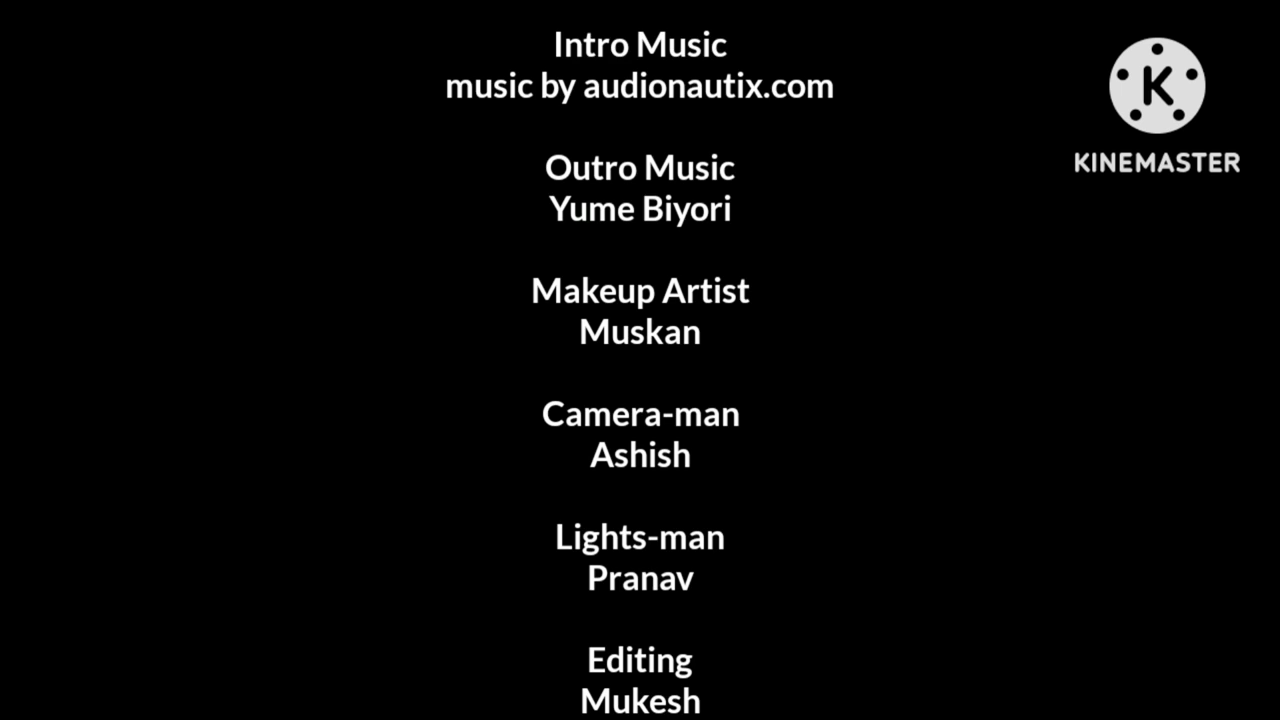 Intro Music
music by audionautix.com
Outro Music
Yume Biyori
Makeup Artist
Muskan
Camera-man
Ashish
Lights-man
Pranav
Editing
Mukesh
K
KINEMASTER